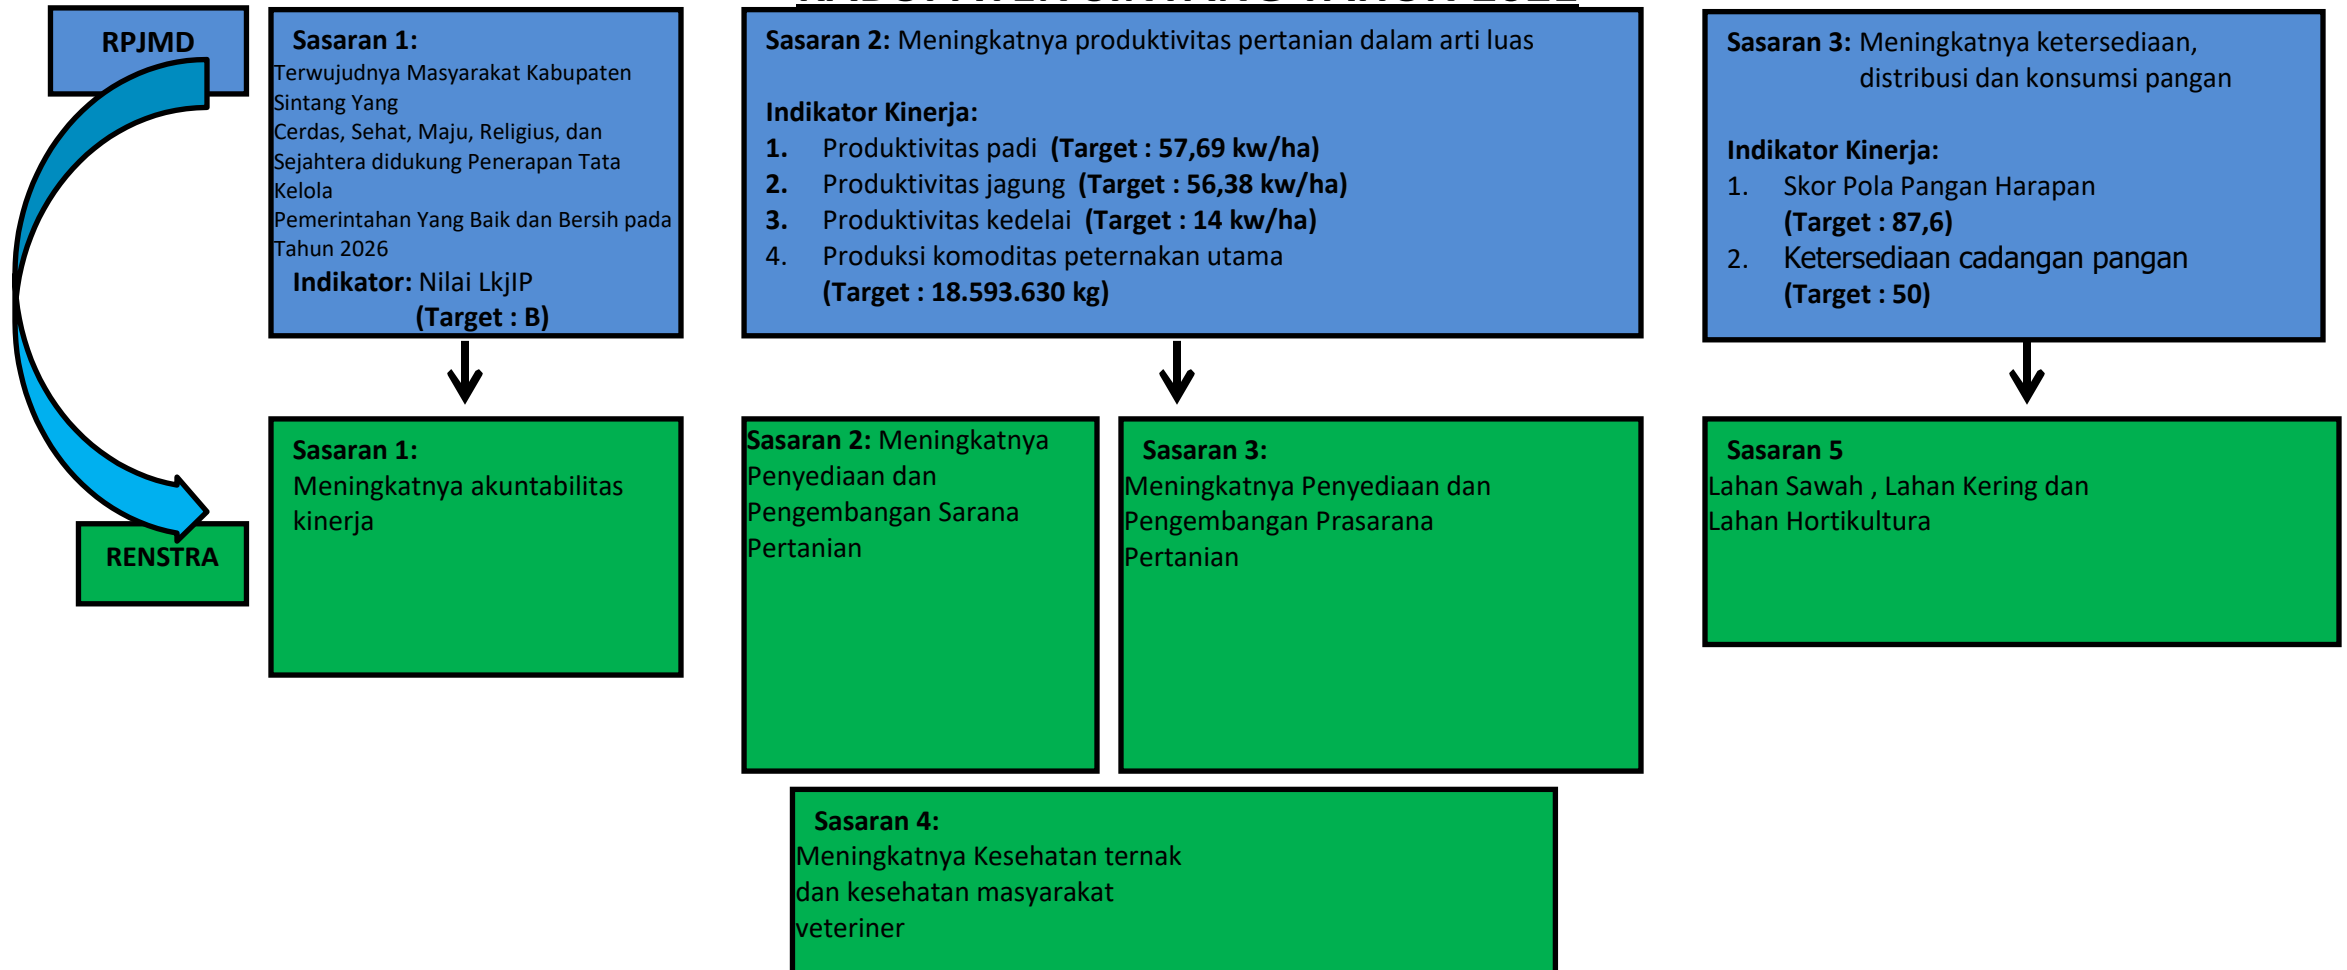 RPJMD
Sasaran 1:
Terwujudnya Masyarakat Kabupaten
Sintang Yang
Cerdas, Sehat, Maju, Religius, dan
Sejahtera didukung Penerapan Tata
Kelola
Pemerintahan Yang Baik dan Bersih pada
Tahun 2026
Indikator: Nilai LkjIP
(Target : B)
Sasaran 2: Meningkatnya produktivitas pertanian dalam arti luas
Indikator Kinerja:
1. Produktivitas padi (Target : 57,69 kw/ha)
2. Produktivitas jagung (Target : 56,38 kw/ha)
3. Produktivitas kedelai (Target : 14 kw/ha)
4. Produksi komoditas peternakan utama
(Target : 18.593.630 kg)
Sasaran 3: Meningkatnya ketersediaan,
distribusi dan konsumsi pangan
Indikator Kinerja:
1. Skor Pola Pangan Harapan
(Target : 87,6)
2. Ketersediaan cadangan pangan
(Target : 50)
RENSTRA
Sasaran 1:
Meningkatnya akuntabilitas
kinerja
Sasaran 2: Meningkatnya
Penyediaan dan
Pengembangan Sarana
Pertanian
Sasaran 3:
Meningkatnya Penyediaan dan
Pengembangan Prasarana
Pertanian
Sasaran 5
Lahan Sawah , Lahan Kering dan
Lahan Hortikultura
Sasaran 4:
Meningkatnya Kesehatan ternak
dan kesehatan masyarakat
veteriner